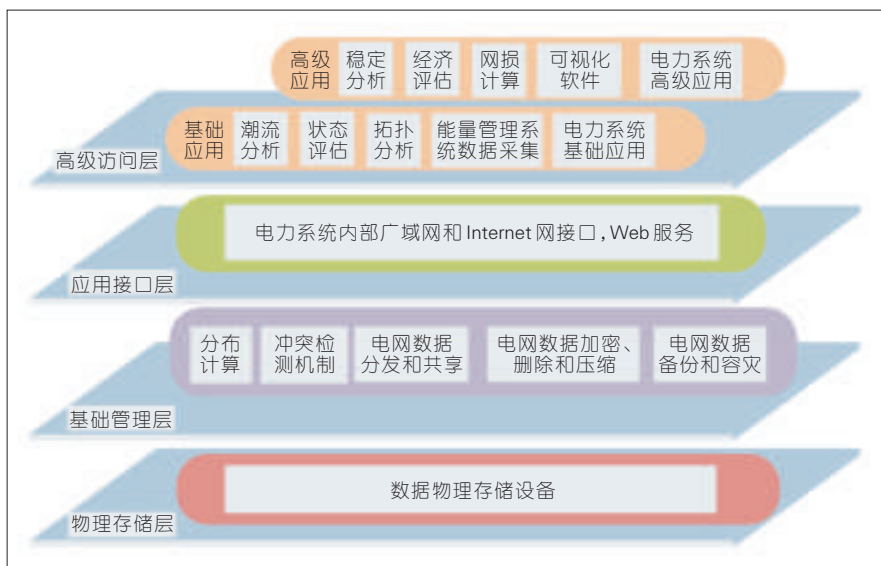 高级 稳定 经济 网损 可视化 电力系统
应用 分析 评估 计算 软件 高级应用
基础 潮流 状态 拓扑 能量管理系 电力系统
应用 分析 评估 分析 统数据采集 基础应用
高级访问层
电力系统内部广域网和 Internet 网接口,Web 服务
应用接口层
分布 冲突检 电网数据 电网数据加密、 电网数据
计算 测机制 分发和共享 删除和压缩 备份和容灾
基础管理层
数据物理存储设备
物理存储层